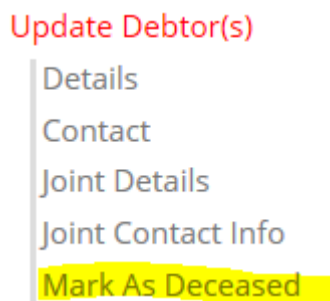 Update Debtor(s)
Details
Contact
Joint Details
Joint Contact Info
Mark As Deceased